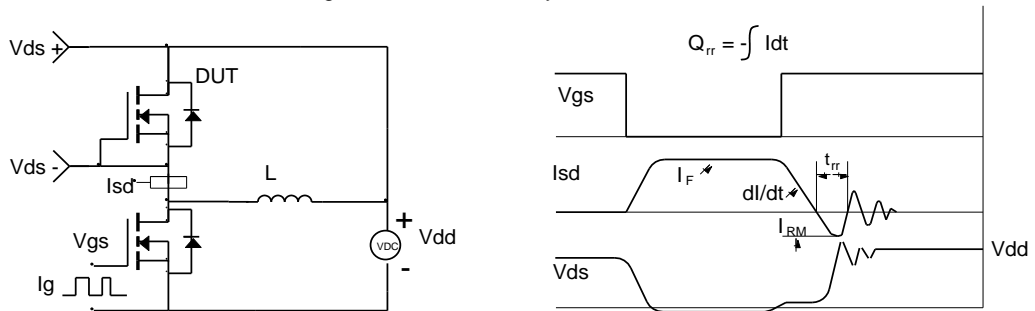 Vds +
DUT
Vds -
Isd
L
Vgs
Ig
+
VDC
-
Vdd
Qrr = -∫ Idt
Vgs
Isd
IF
dI/dt
trr
IRM
Vdd
Vds